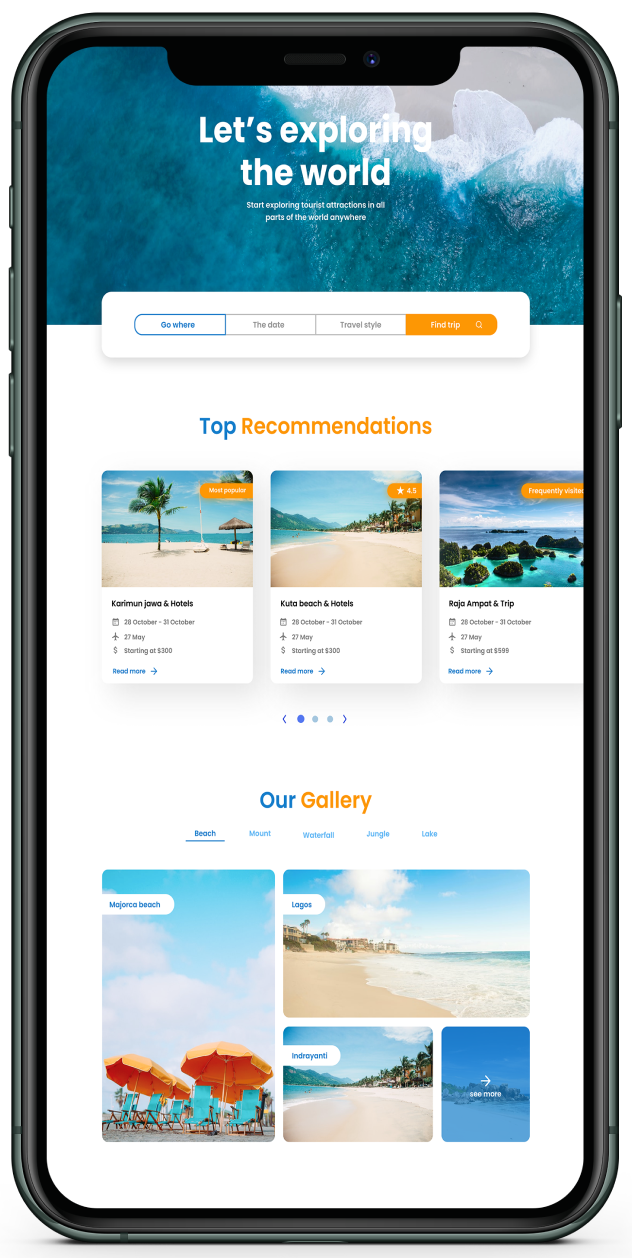 Let's exploring
the world
Start exploring tourist attractions in all
parts of the world anywhere
Go where
The date
Travel style
Find trip
Top Recommendations
Most popular
4.5
Frequently visited
Karimun jawa & Hotels
28 October - 31 October
27 May
Starting at $300
Read more
Kuta beach & Hotels
28 October - 31 October
27 May
Starting at $300
Read more
Raja Ampat & Trip
28 October - 31 October
27 May
Starting at $599
Read more
Our Gallery
Beach
Mount
Waterfall
Jungle
Lake
Majorca beach
Lagos
Indrayanti
see more